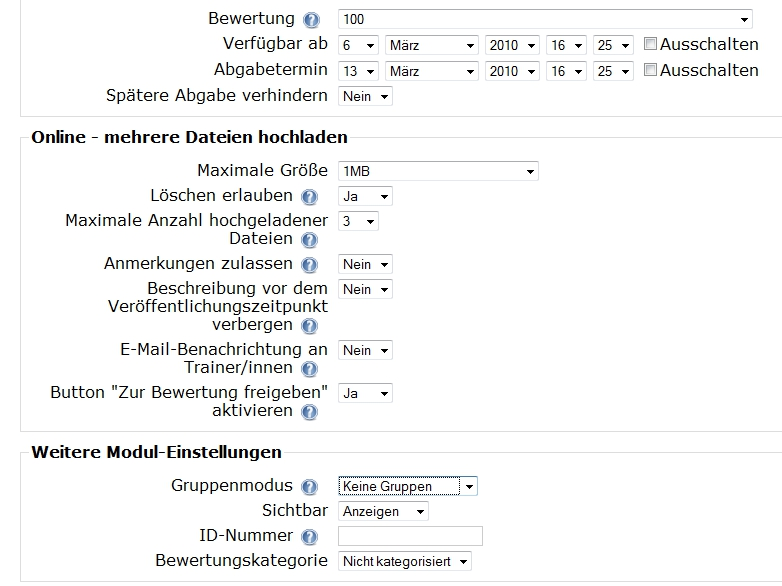 Bewertung ? 100
Verfügbar ab 6 März 2010 16 25 Ausschalten
Abgabetermin 13 März 2010 16 25 Ausschalten
Spätere Abgabe verhindern Nein
Online - mehrere Dateien hochladen
Maximale Größe 1MB
Löschen erlauben ? Ja
Maximale Anzahl hochgeladener 3
Dateien ?
Anmerkungen zulassen ? Nein
Beschreibung vor dem Nein
Veröffentlichungszeitpunkt
verbergen ?
E-Mail-Benachrichtung an Nein
Trainer/innen ?
Button "Zur Bewertung freigeben" Ja
aktivieren ?
Weitere Modul-Einstellungen
Gruppenmodus ? Keine Gruppen
Sichtbar Anzeigen
ID-Nummer ?
Bewertungskategorie Nicht kategorisiert